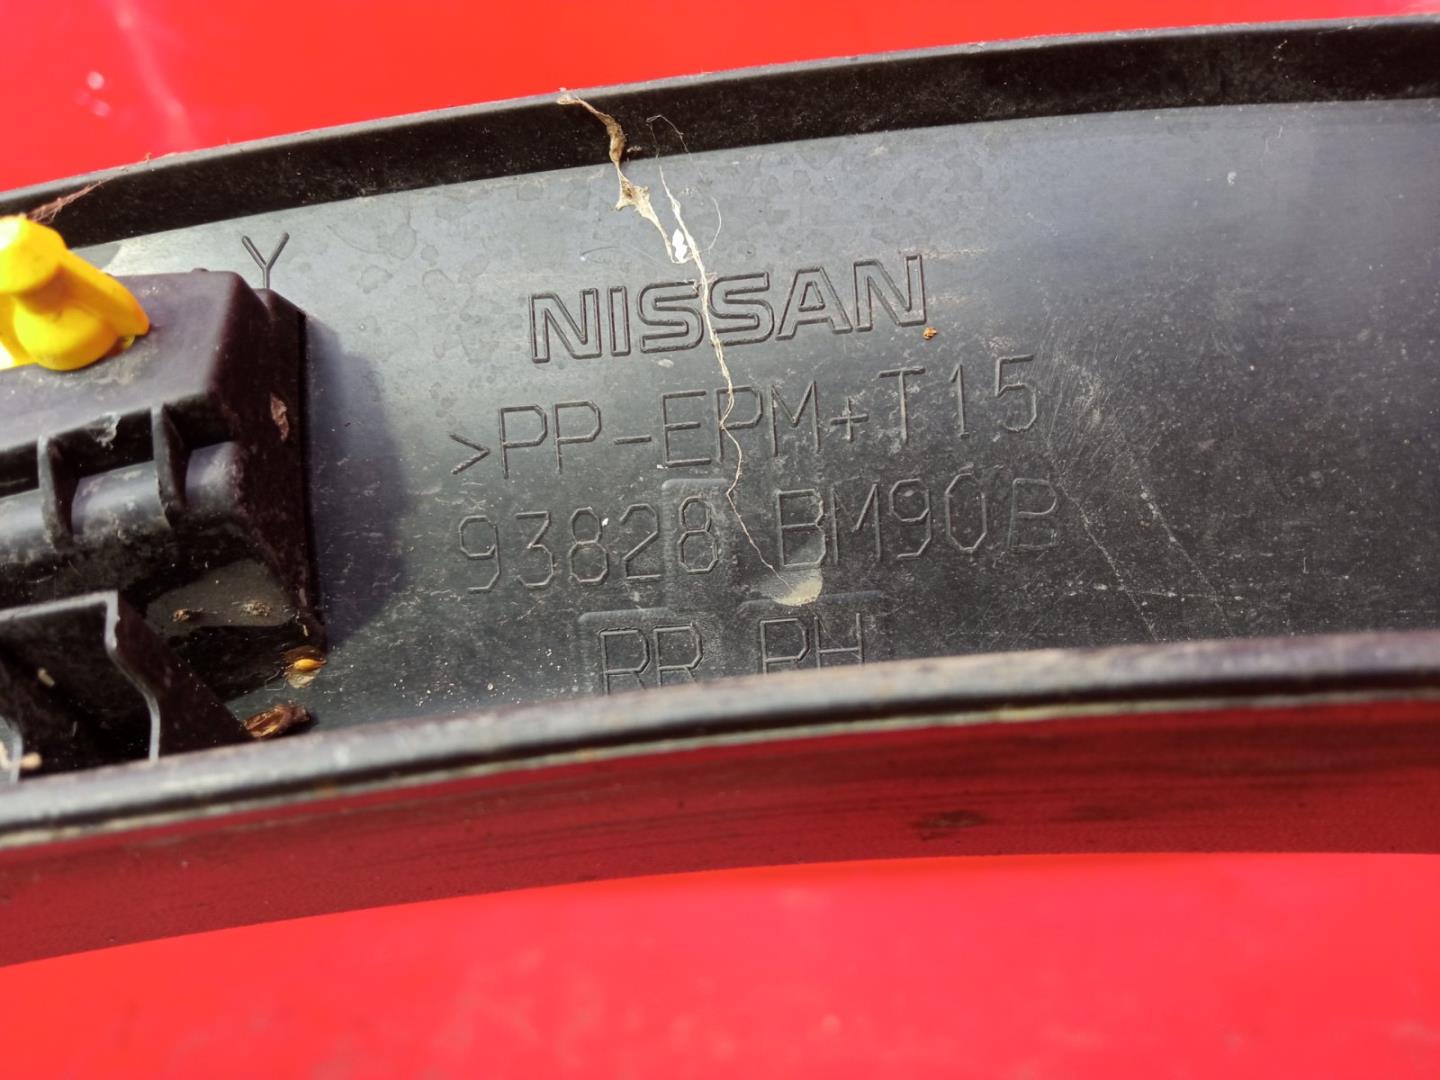 Y
NISSAN
>PP-EPM+T15
93828 BM90B
RR RH